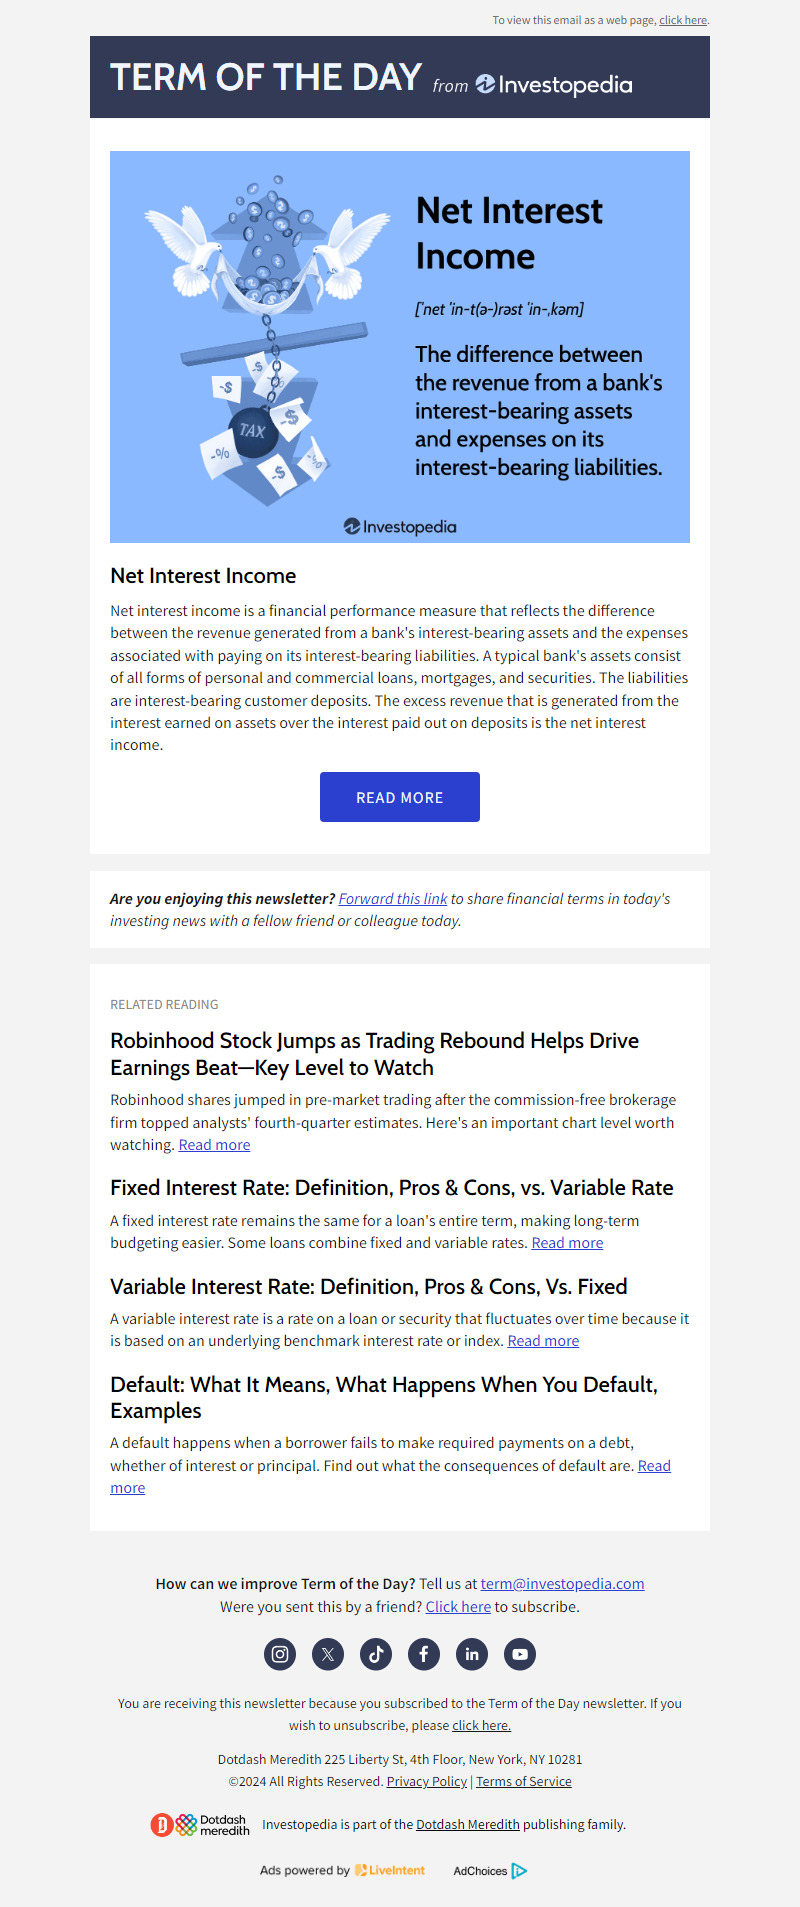 To view this email as a web page, click here.
TERM OF THE DAY from Investopedia
Net Interest
Income
['net 'in-t(ə-)rəst 'in-ˌkəm]
The difference between
the revenue from a bank's
interest-bearing assets
and expenses on its
interest-bearing liabilities.
-$
-%
-$
TAX
-$
-%
-$
-%
Investopedia
Net Interest Income
Net interest income is a financial performance measure that reflects the difference
between the revenue generated from a bank's interest-bearing assets and the expenses
associated with paying on its interest-bearing liabilities. A typical bank's assets consist
of all forms of personal and commercial loans, mortgages, and securities. The liabilities
are interest-bearing customer deposits. The excess revenue that is generated from the
interest earned on assets over the interest paid out on deposits is the net interest
income.
READ MORE
Are you enjoying this newsletter? Forward this link to share financial terms in today's
investing news with a fellow friend or colleague today.
RELATED READING
Robinhood Stock Jumps as Trading Rebound Helps Drive
Earnings Beat—Key Level to Watch
Robinhood shares jumped in pre-market trading after the commission-free brokerage
firm topped analysts' fourth-quarter estimates. Here's an important chart level worth
watching. Read more
Fixed Interest Rate: Definition, Pros & Cons, vs. Variable Rate
A fixed interest rate remains the same for a loan's entire term, making long-term
budgeting easier. Some loans combine fixed and variable rates. Read more
Variable Interest Rate: Definition, Pros & Cons, Vs. Fixed
A variable interest rate is a rate on a loan or security that fluctuates over time because it
is based on an underlying benchmark interest rate or index. Read more
Default: What It Means, What Happens When You Default,
Examples
A default happens when a borrower fails to make required payments on a debt,
whether of interest or principal. Find out what the consequences of default are. Read
more
How can we improve Term of the Day? Tell us at term@investopedia.com
Were you sent this by a friend? Click here to subscribe.
You are receiving this newsletter because you subscribed to the Term of the Day newsletter. If you
wish to unsubscribe, please click here.
Dotdash Meredith 225 Liberty St, 4th Floor, New York, NY 10281
©2024 All Rights Reserved. Privacy Policy | Terms of Service
Dotdash
meredith
Investopedia is part of the Dotdash Meredith publishing family.
Ads powered by LiveIntent
AdChoices